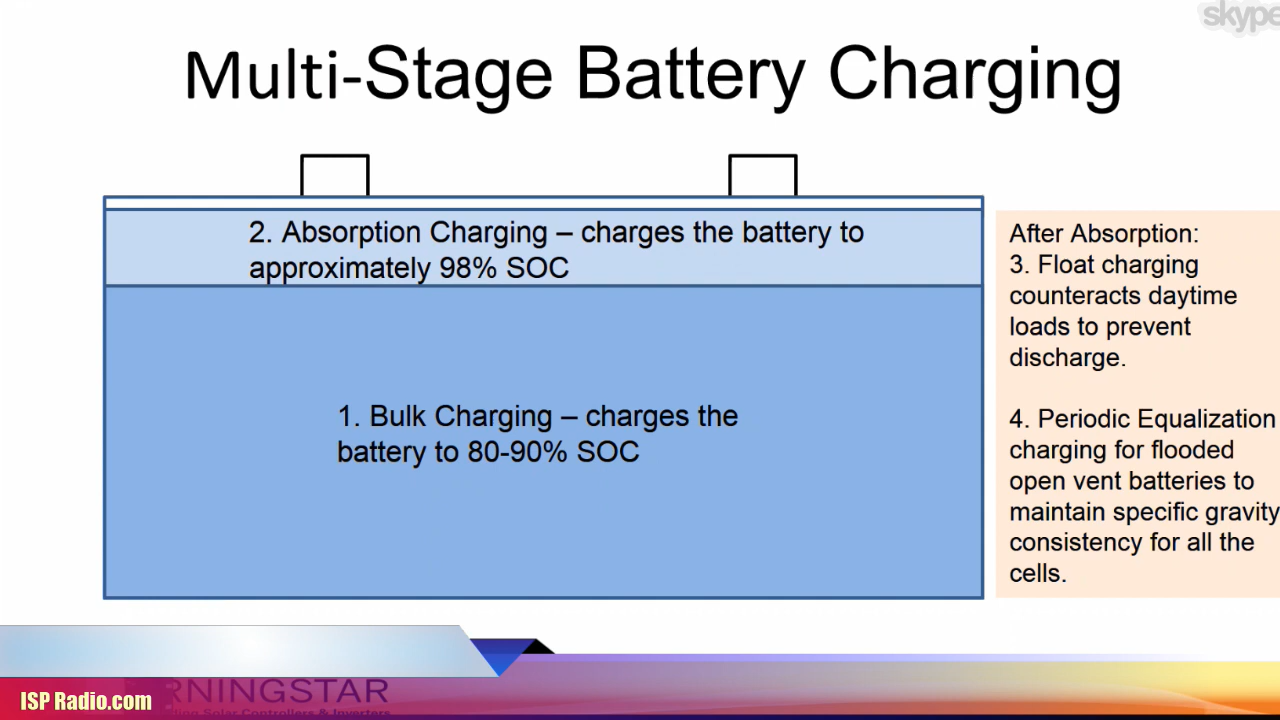 skype
Multi-Stage Battery Charging
2. Absorption Charging – charges the battery to
approximately 98% SOC
1. Bulk Charging – charges the
battery to 80-90% SOC
After Absorption:
3. Float charging
counteracts daytime
loads to prevent
discharge.
4. Periodic Equalization
charging for flooded
open vent batteries to
maintain specific gravity
consistency for all the
cells.
RNINGSTAR
Solar Controllers & Inverters
ISP Radio.com